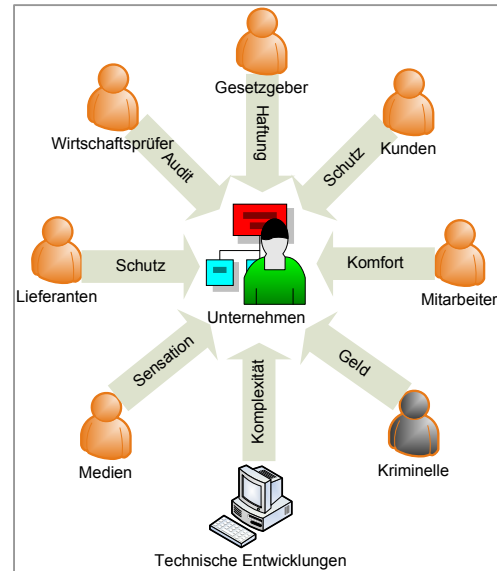 Gesetzgeber
Wirtschaftsprüfer
Kunden
Haftung
Audit
Schutz
Lieferanten
Schutz
Unternehmen
Komfort
Mitarbeiter
Sensation
Komplexität
Geld
Medien
Kriminelle
Technische Entwicklungen